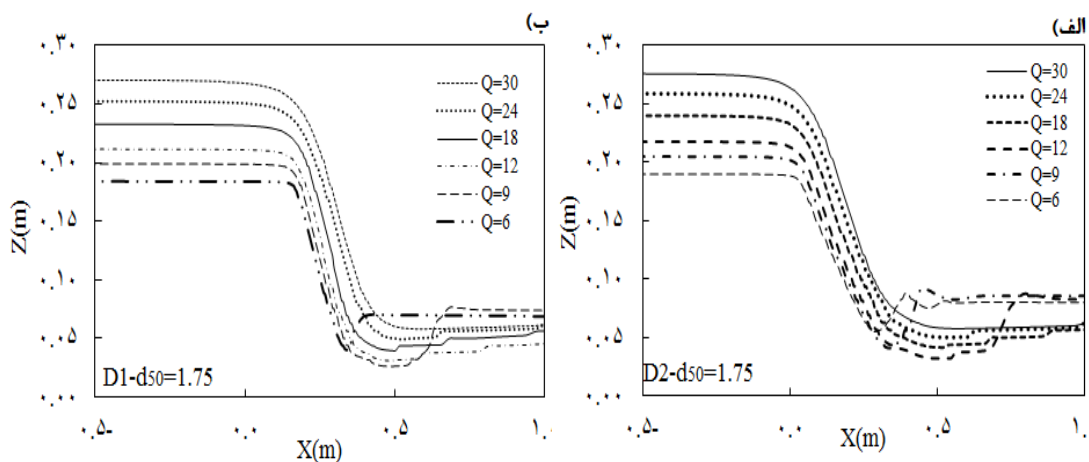 ب)
۰.۳۰
۰.۲۵
۰.۲۰
۰.۱۵
۰.۱۰
۰.۰۵
۰.۰۰
Z(m)
Q=30
Q=24
Q=18
Q=12
Q=9
Q=6
D1-d50=1.75
۰.۵-
۰.۰
۰.۵
۱.
X(m)
الف)
۰.۳۰
۰.۲۵
۰.۲۰
۰.۱۵
۰.۱۰
۰.۰۵
۰.۰۰
Z(m)
Q=30
Q=24
Q=18
Q=12
Q=9
Q=6
D2-d50=1.75
۰.۵-
۰.۰
۰.۵
۱.
X(m)